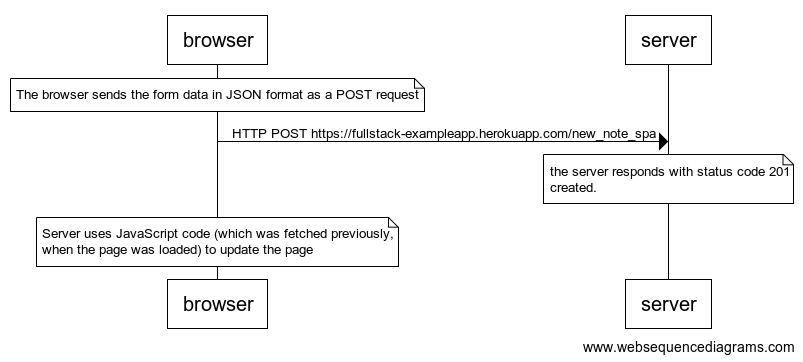 browser
server
The browser sends the form data in JSON format as a POST request
HTTP POST https://fullstack-exampleapp.herokuapp.com/new_note_spa
the server responds with status code 201
created.
Server uses JavaScript code (which was fetched previously,
when the page was loaded) to update the page
browser
server
www.websequencediagrams.com